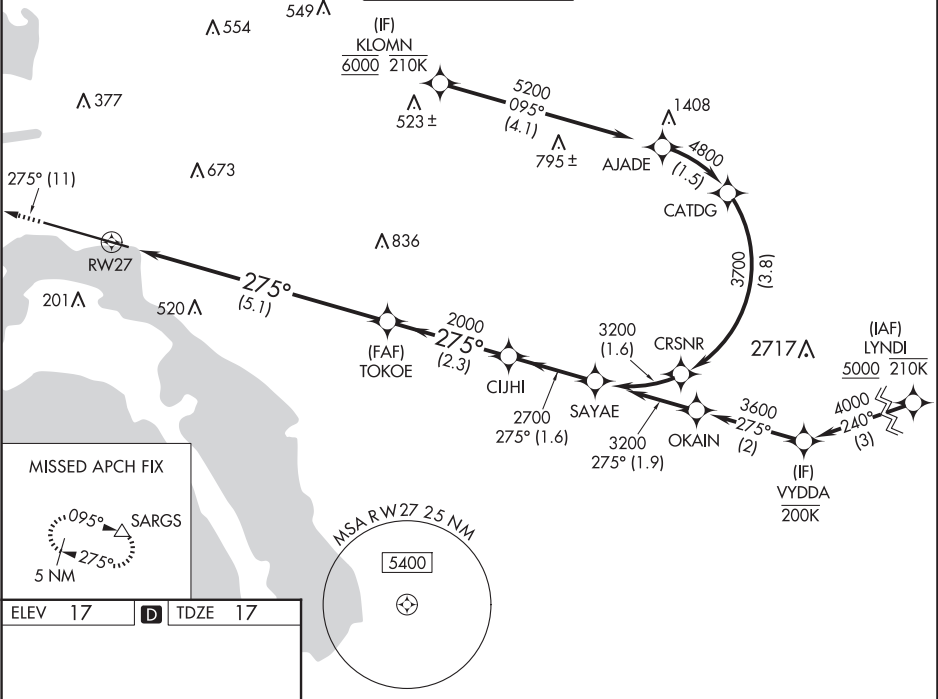 549
554
(IF)
KLOMN
6000 210K
377
523 ±
5200
095°
(4.1)
1408
795 ±
AJADE
4800
(1.5)
673
275° (11)
CATDG
836
RW27
3700
(3.8)
275°
(5.1)
201
520
2000
275°
(2.3)
(FAF)
TOKOE
3200
(1.6)
CRSNR
2717
(IAF)
LYNDI
5000 210K
CIJHI
SAYAE
2700
275° (1.6)
3200
275° (1.9)
OKAIN
3600
275°
(2)
4000
240°
(3)
(IF)
VYDDA
200K
MISSED APCH FIX
095°
SARGS
275°
5 NM
MSA RW27 25 NM
5400
ELEV 17 D TDZE 17